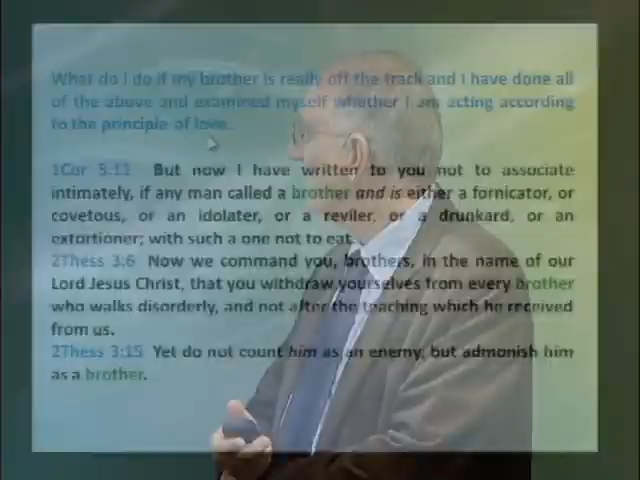 What do I do if my brother is really off the track and I have done all
of the above and examined myself whether I am acting according
to the principle of love.
1Cor 5:11 But now I have written to you not to associate
intimately, if any man called a brother and is either a fornicator, or
covetous, or an idolater, or a reviler, or a drunkard, or an
extortioner; with such a one not to eat.
2Thess 3:6 Now we command you, brothers, in the name of our
Lord Jesus Christ, that you withdraw yourselves from every brother
who walks disorderly, and not after the teaching which he received
from us.
2Thess 3:15 Yet do not count him as an enemy, but admonish him
as a brother.